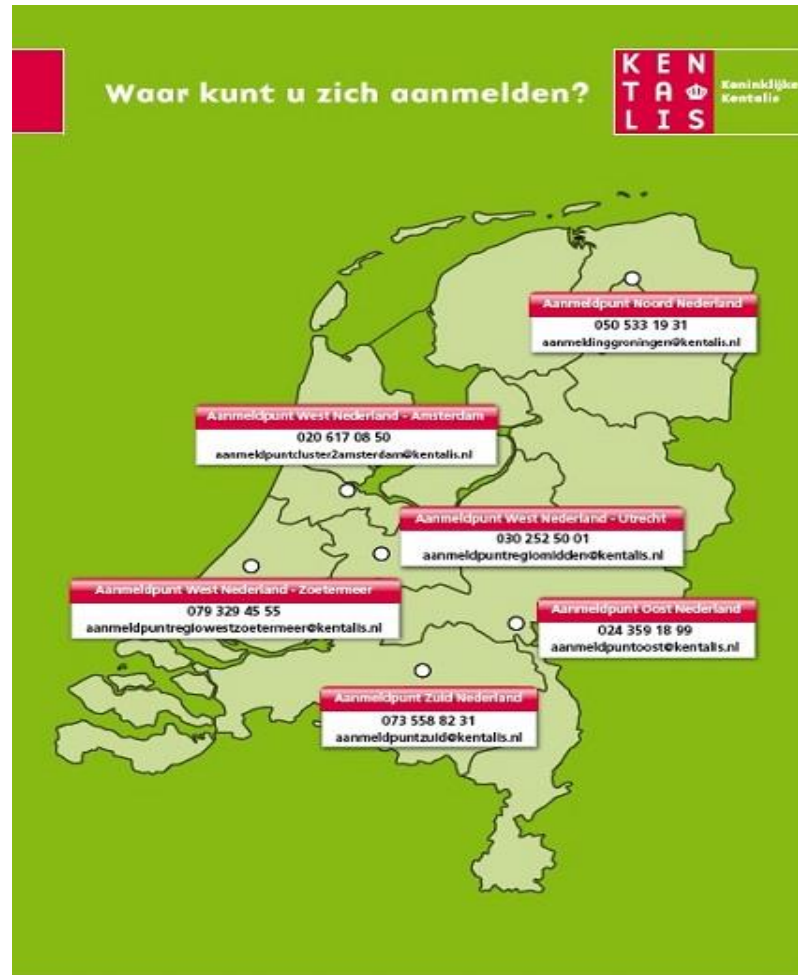 Waar kunt u zich aanmelden?
KEN
TA
LIS
Koninklijke
Kentalis
Aanmeldpunt Noord Nederland
050 533 19 31
aanmeldinggroningen@kentalis.nl
Aanmeldpunt West Nederland - Amsterdam
020 617 08 50
aanmeldpuntcluster2amsterdam@kentalis.nl
Aanmeldpunt West Nederland - Utrecht
030 252 50 01
aanmeldpuntregiomidden@kentalis.nl
Aanmeldpunt West Nederland - Zoetermeer
079 329 45 55
aanmeldpuntregiowestzoetermeer@kentalis.nl
Aanmeldpunt Oost Nederland
024 359 18 99
aanmeldpuntoost@kentalis.nl
Aanmeldpunt Zuid Nederland
073 558 82 31
aanmeldpuntzuid@kentalis.nl